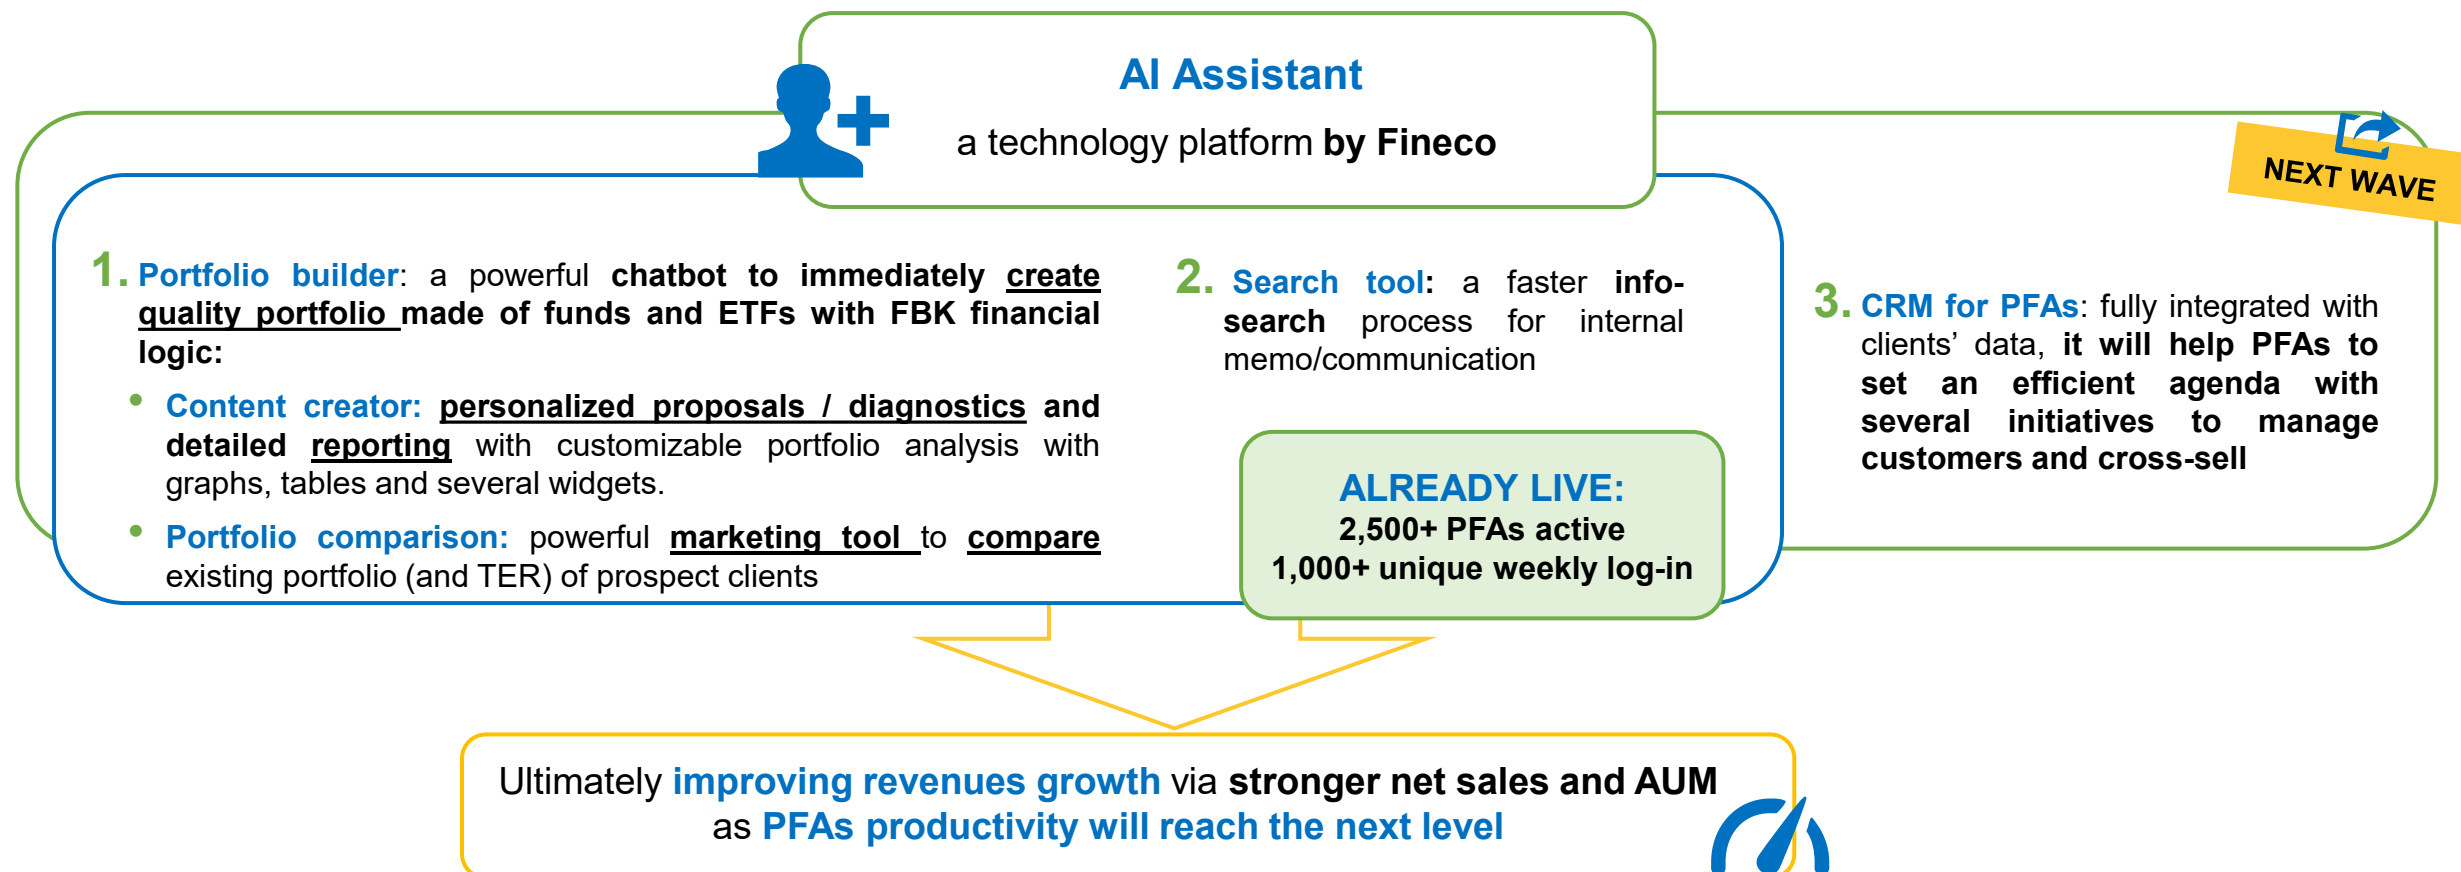 AI Assistant
a technology platform by Fineco
NEXT WAVE
1. Portfolio builder: a powerful chatbot to immediately create
quality portfolio made of funds and ETFs with FBK financial
logic:
• Content creator: personalized proposals / diagnostics and
detailed reporting with customizable portfolio analysis with
graphs, tables and several widgets.
• Portfolio comparison: powerful marketing tool to compare
existing portfolio (and TER) of prospect clients
2. Search tool: a faster info-
search process for internal
memo/communication
ALREADY LIVE:
2,500+ PFAs active
1,000+ unique weekly log-in
3. CRM for PFAs: fully integrated with
clients’ data, it will help PFAs to
set an efficient agenda with
several initiatives to manage
customers and cross-sell
Ultimately improving revenues growth via stronger net sales and AUM
as PFAs productivity will reach the next level